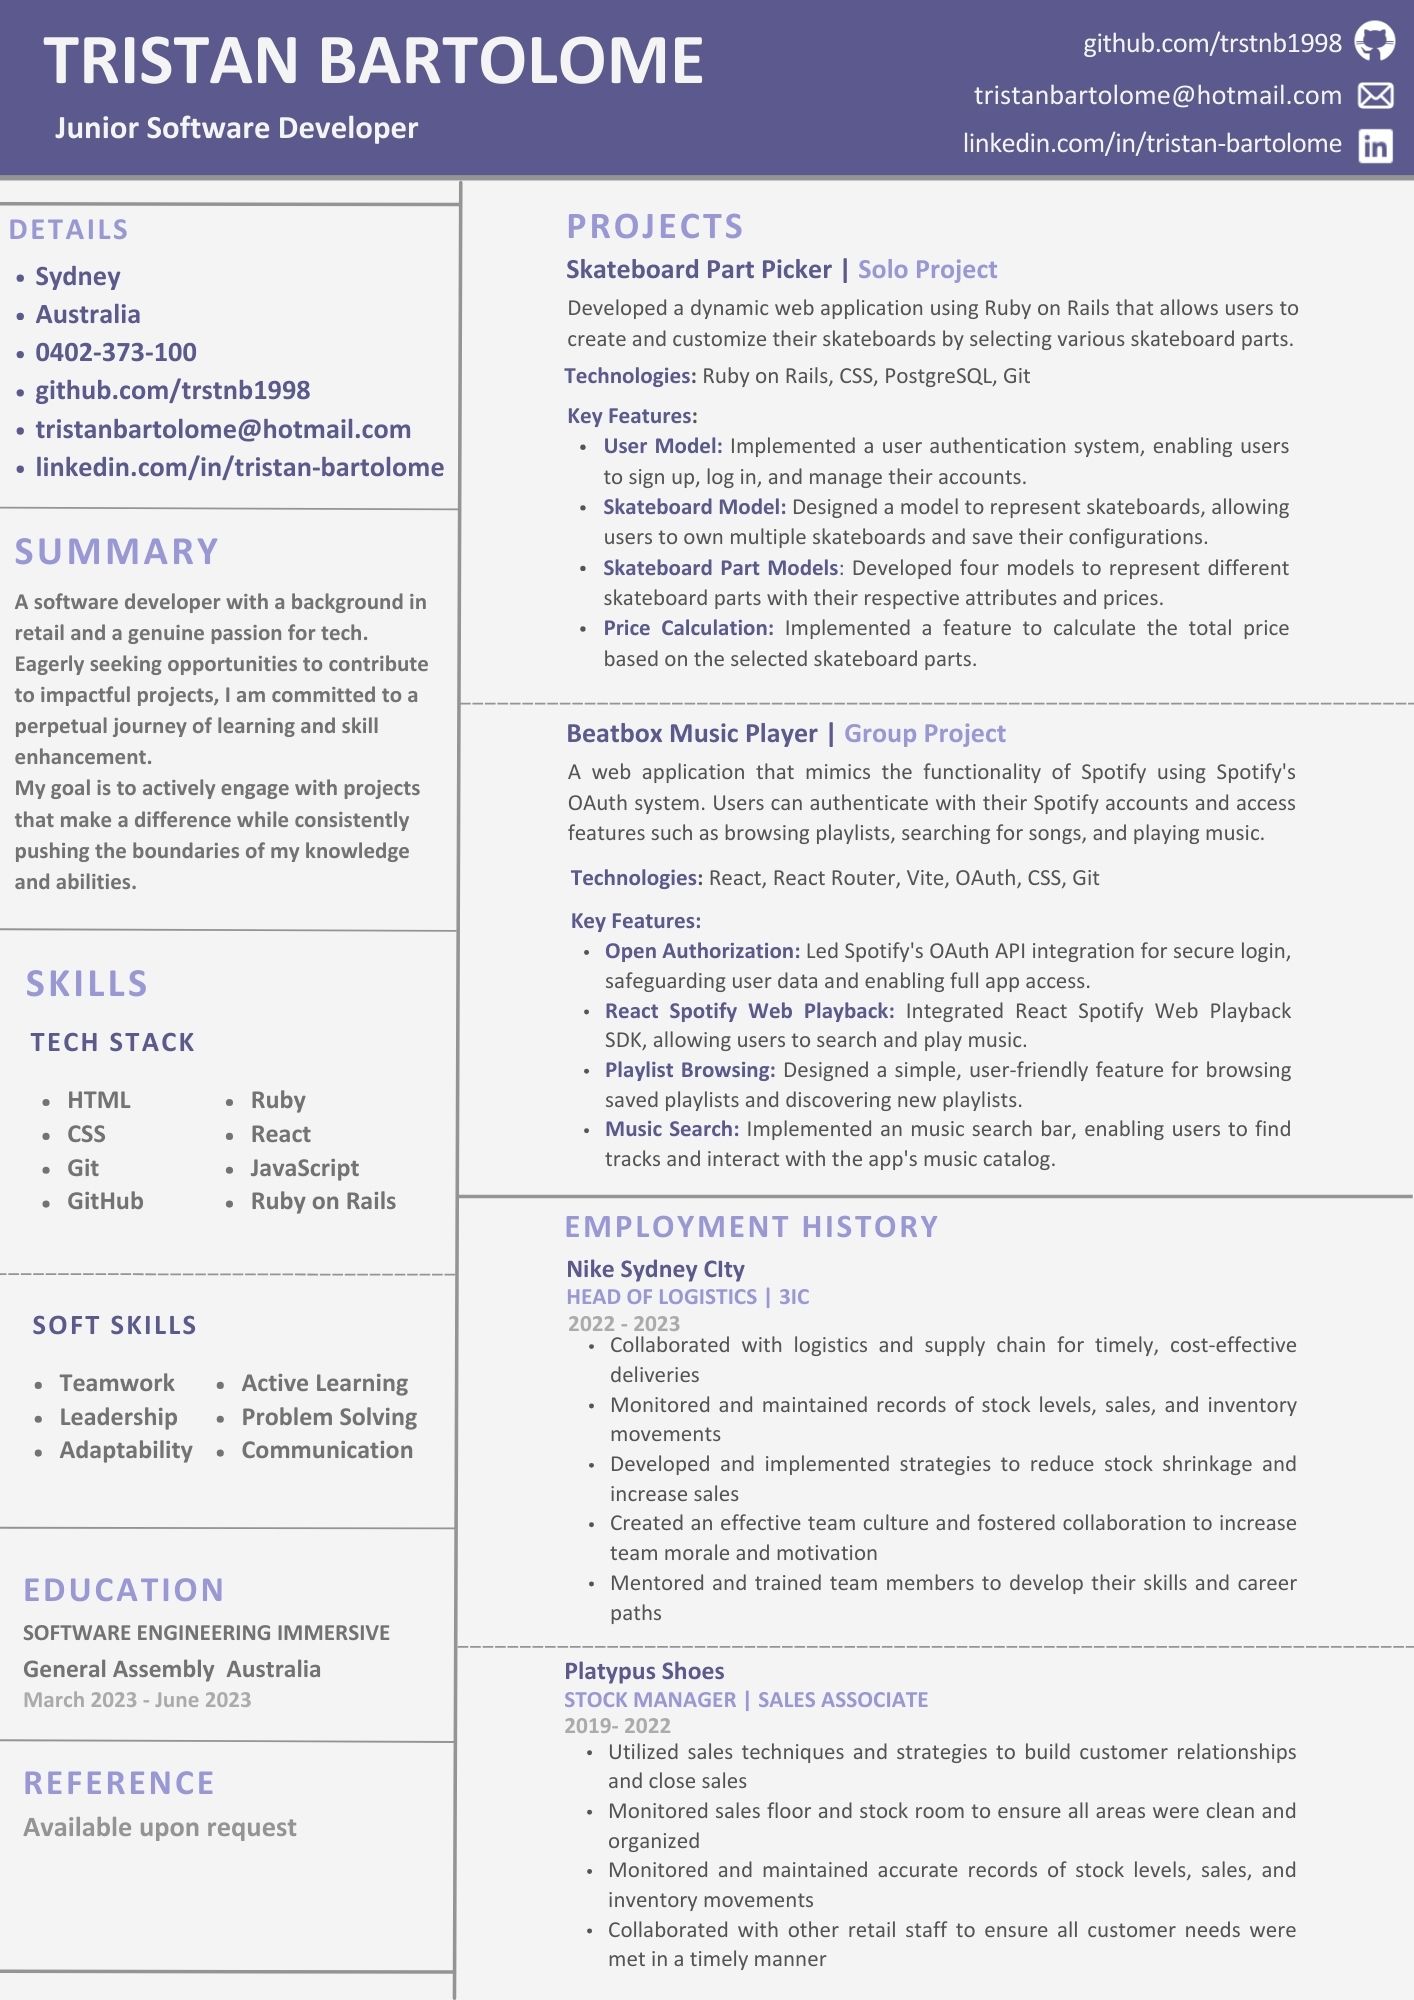 TRISTAN BARTOLOME
Junior Software Developer
github.com/trstnb1998
tristanbartolome@hotmail.com
linkedin.com/in/tristan-bartolome
DETAILS
• Sydney
• Australia
• 0402-373-100
• github.com/trstnb1998
• tristanbartolome@hotmail.com
• linkedin.com/in/tristan-bartolome
SUMMARY
A software developer with a background in
retail and a genuine passion for tech.
Eagerly seeking opportunities to contribute
to impactful projects, I am committed to a
perpetual journey of learning and skill
enhancement.
My goal is to actively engage with projects
that make a difference while consistently
pushing the boundaries of my knowledge
and abilities.
SKILLS
TECH STACK
• HTML
• CSS
• Git
• GitHub
• Ruby
• React
• JavaScript
• Ruby on Rails
SOFT SKILLS
• Teamwork
• Leadership
• Adaptability
• Active Learning
• Problem Solving
• Communication
EDUCATION
SOFTWARE ENGINEERING IMMERSIVE
General Assembly Australia
March 2023 - June 2023
REFERENCE
Available upon request
PROJECTS
Skateboard Part Picker | Solo Project
Developed a dynamic web application using Ruby on Rails that allows users to
create and customize their skateboards by selecting various skateboard parts.
Technologies: Ruby on Rails, CSS, PostgreSQL, Git
Key Features:
• User Model: Implemented a user authentication system, enabling users
to sign up, log in, and manage their accounts.
• Skateboard Model: Designed a model to represent skateboards, allowing
users to own multiple skateboards and save their configurations.
• Skateboard Part Models: Developed four models to represent different
skateboard parts with their respective attributes and prices.
• Price Calculation: Implemented a feature to calculate the total price
based on the selected skateboard parts.
Beatbox Music Player | Group Project
A web application that mimics the functionality of Spotify using Spotify's
OAuth system. Users can authenticate with their Spotify accounts and access
features such as browsing playlists, searching for songs, and playing music.
Technologies: React, React Router, Vite, OAuth, CSS, Git
Key Features:
• Open Authorization: Led Spotify's OAuth API integration for secure login,
safeguarding user data and enabling full app access.
• React Spotify Web Playback: Integrated React Spotify Web Playback
SDK, allowing users to search and play music.
• Playlist Browsing: Designed a simple, user-friendly feature for browsing
saved playlists and discovering new playlists.
• Music Search: Implemented an music search bar, enabling users to find
tracks and interact with the app's music catalog.
EMPLOYMENT HISTORY
Nike Sydney CIty
HEAD OF LOGISTICS | 3IC
2022 - 2023
• Collaborated with logistics and supply chain for timely, cost-effective
deliveries
• Monitored and maintained records of stock levels, sales, and inventory
movements
• Developed and implemented strategies to reduce stock shrinkage and
increase sales
• Created an effective team culture and fostered collaboration to increase
team morale and motivation
• Mentored and trained team members to develop their skills and career
paths
Platypus Shoes
STOCK MANAGER | SALES ASSOCIATE
2019- 2022
• Utilized sales techniques and strategies to build customer relationships
and close sales
• Monitored sales floor and stock room to ensure all areas were clean and
organized
• Monitored and maintained accurate records of stock levels, sales, and
inventory movements
• Collaborated with other retail staff to ensure all customer needs were
met in a timely manner